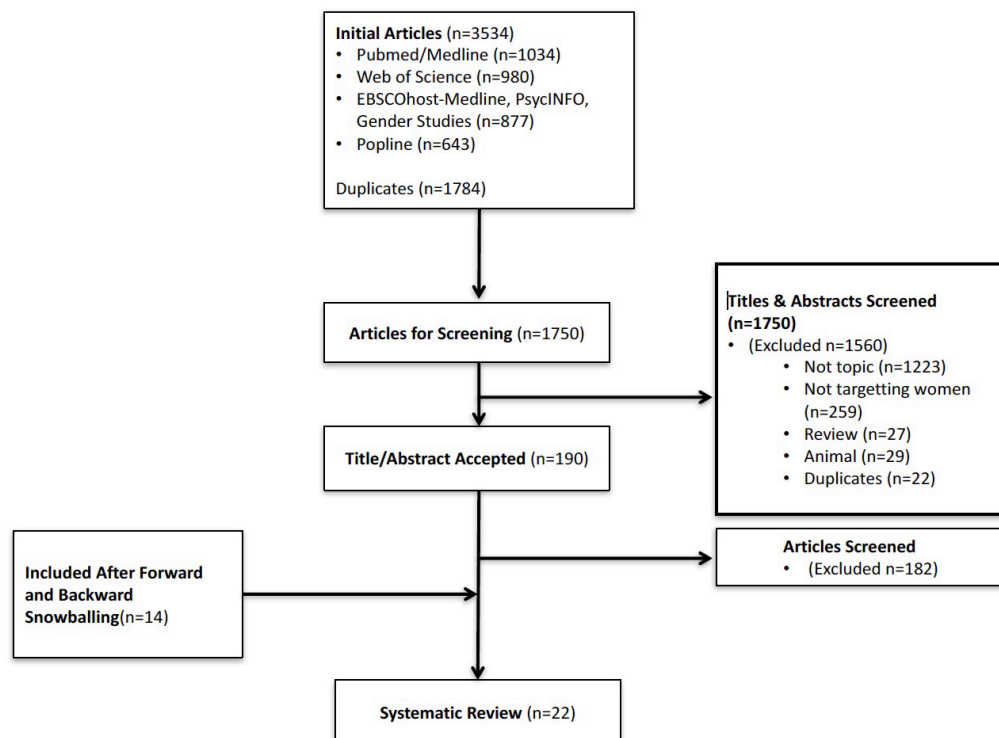 Initial Articles (n=3534)
• Pubmed/Medline (n=1034)
• Web of Science (n=980)
• EBSCOhost-Medline, PsycINFO,
Gender Studies (n=877)
• Popline (n=643)
Duplicates (n=1784)
Articles for Screening (n=1750)
Titles & Abstracts Screened
(n=1750)
• (Excluded n=1560)
• Not topic (n=1223)
• Not targetting women
(n=259)
• Review (n=27)
• Animal (n=29)
• Duplicates (n=22)
Title/Abstract Accepted (n=190)
Articles Screened
• (Excluded n=182)
Included After Forward
and Backward
Snowballing(n=14)
Systematic Review (n=22)